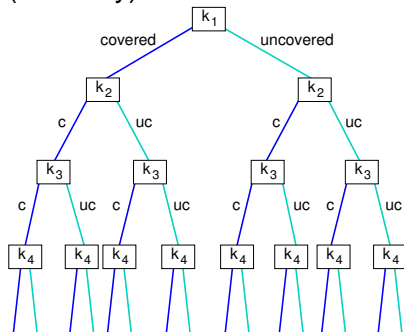 k1
covered uncovered
k2 k2
c uc c uc
k3 k3 k3 k3
c uc c uc c uc c uc
k4 k4 k4 k4 k4 k4 k4 k4